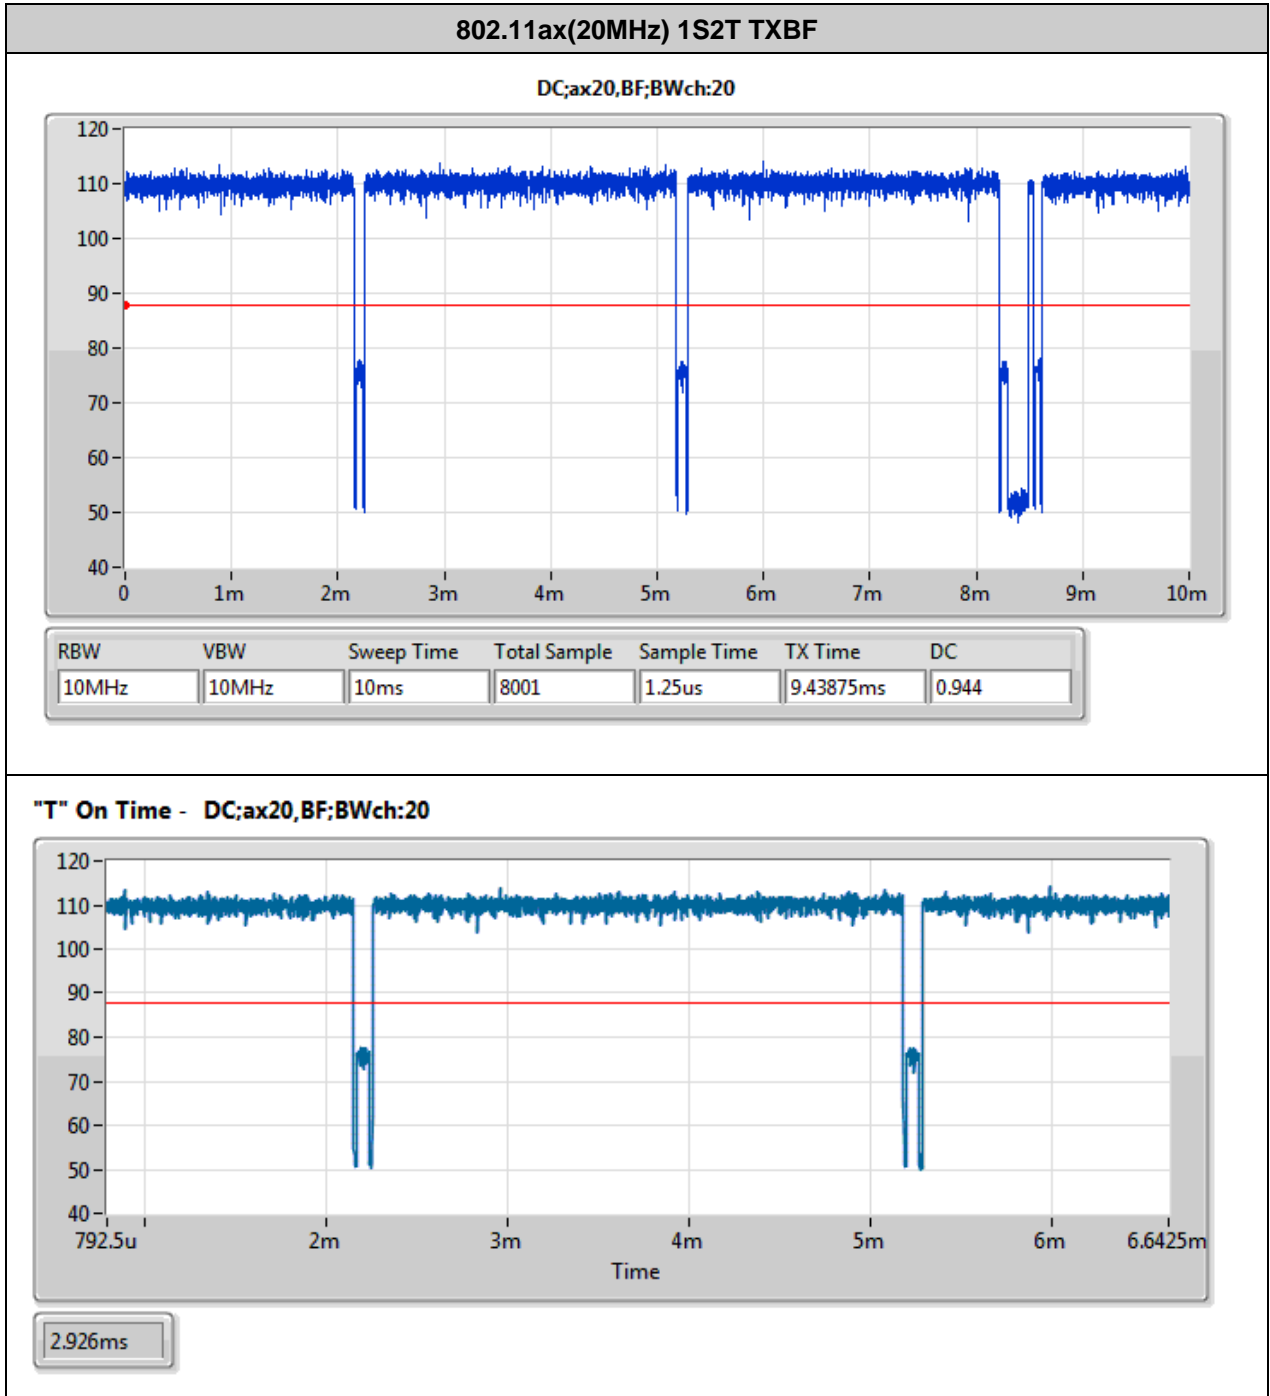 802.11ax(20MHz) 1S2T TXBF
DC;ax20,BF;BWch:20
120
110
100
90
80
70
60
50
40
0 1m 2m 3m 4m 5m 6m 7m 8m 9m 10m
RBW VBW Sweep Time Total Sample Sample Time TX Time DC
10MHz 10MHz 10ms 8001 1.25us 9.43875ms 0.944
"T" On Time - DC;ax20,BF;BWch:20
120
110
100
90
80
70
60
50
40
792.5u 2m 3m 4m 5m 6m 6.6425m
Time
2.926ms